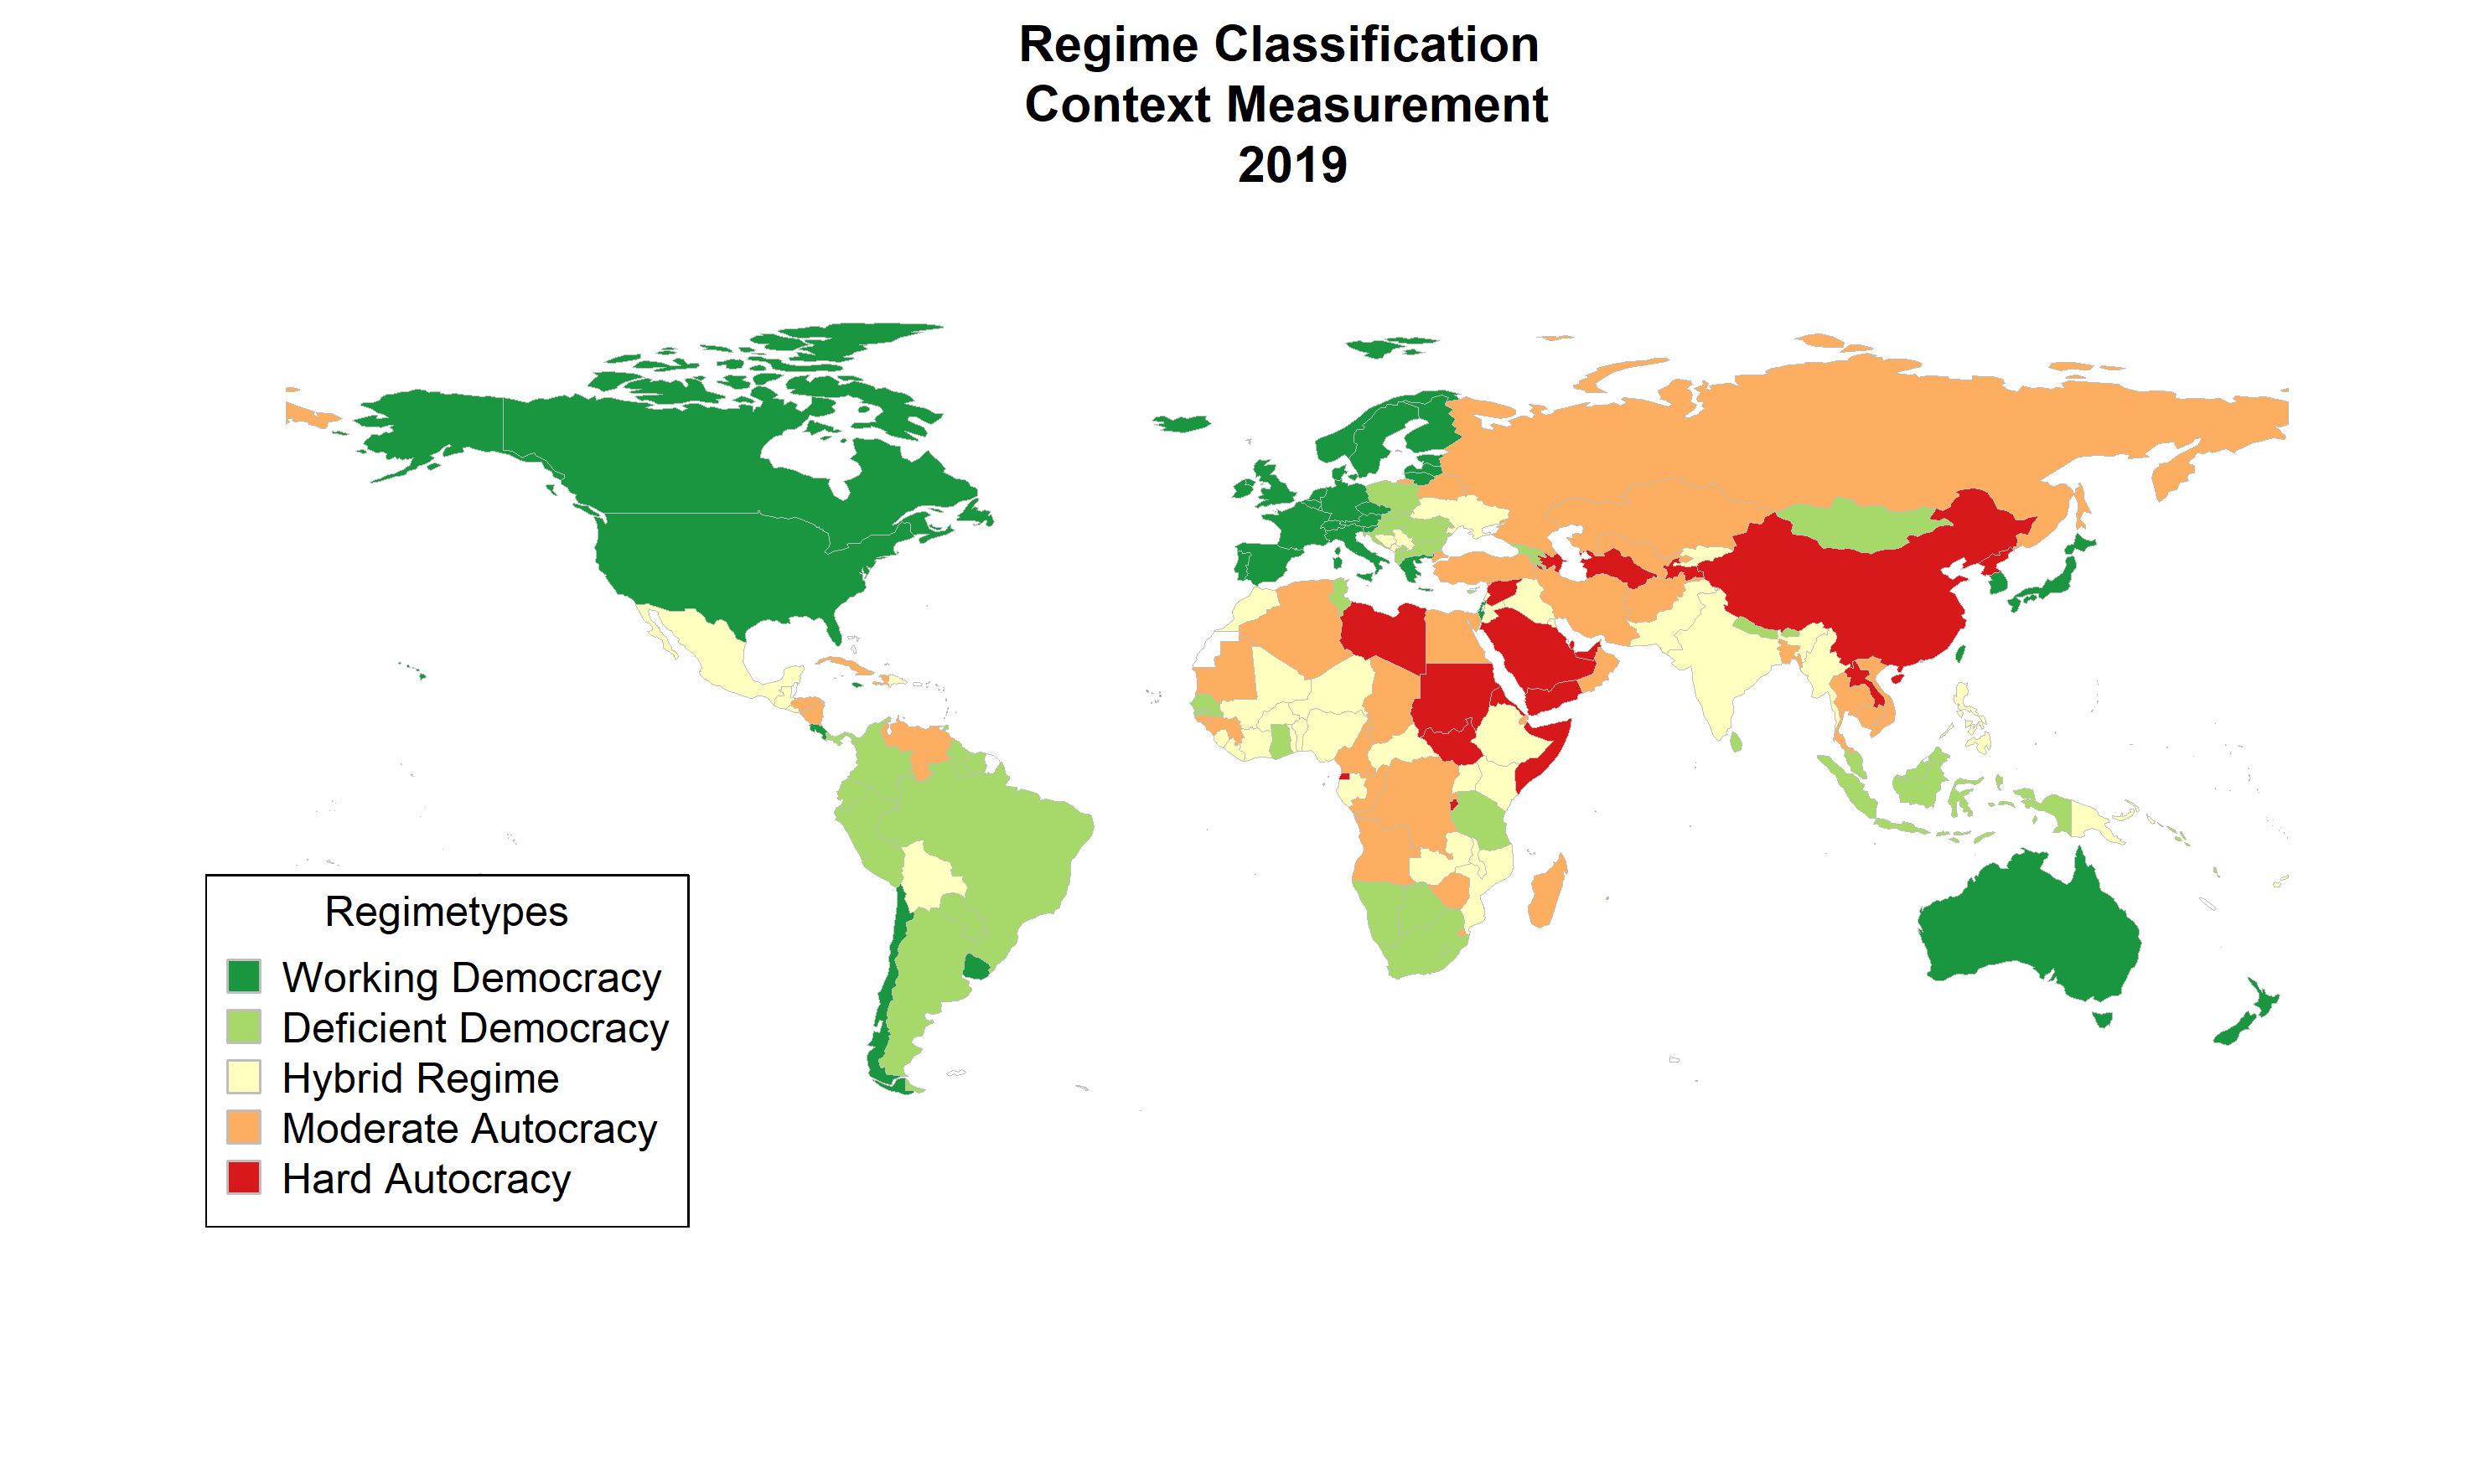 Regime Classification
Context Measurement
2019
Regimetypes
Working Democracy
Deficient Democracy
Hybrid Regime
Moderate Autocracy
Hard Autocracy